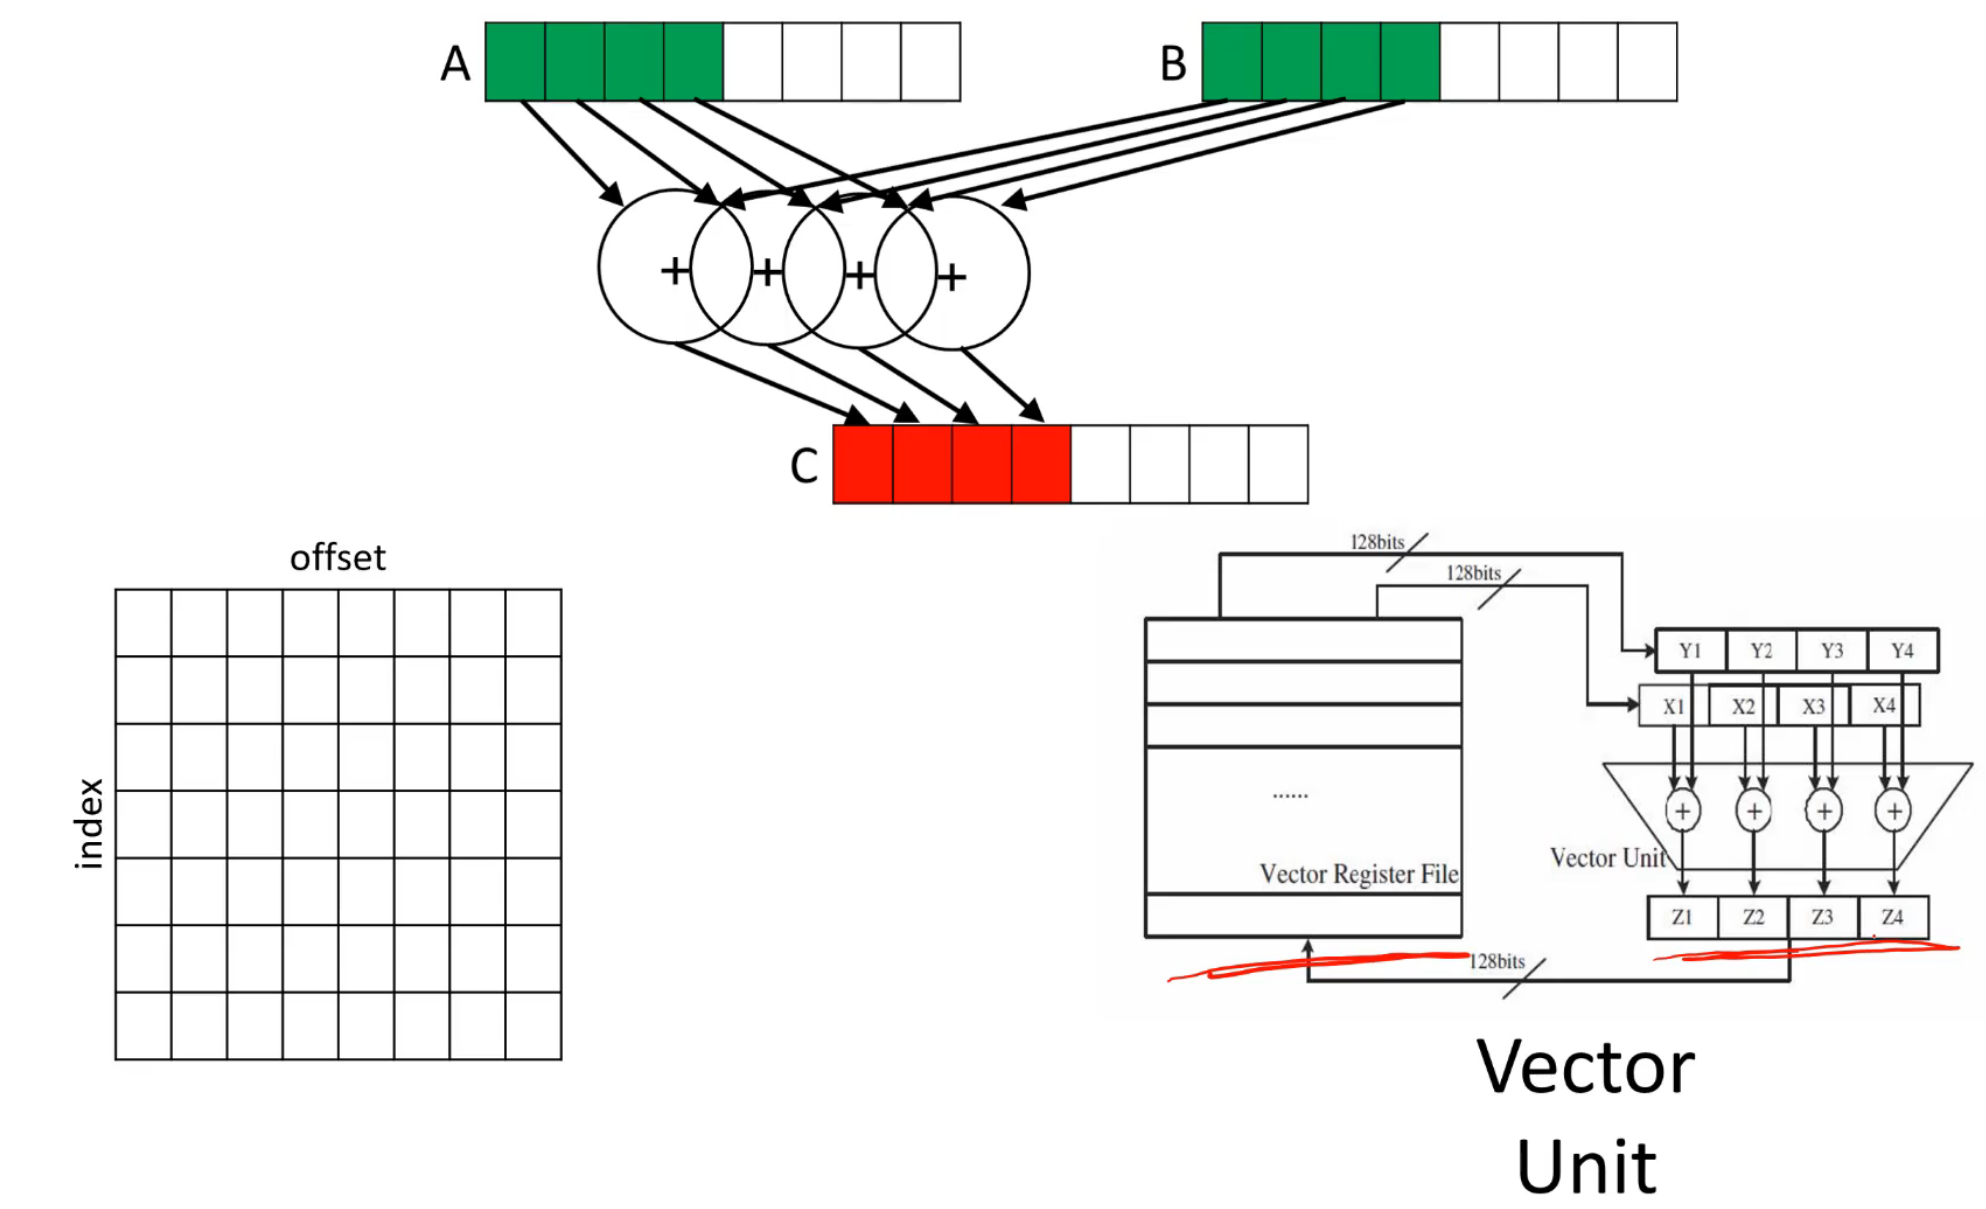 A
B
+ + + +
C
offset
index
128bits
128bits
Y1 Y2 Y3 Y4
X1 X2 X3 X4
+ + + +
......
Vector Unit
Vector Register File
Z1 Z2 Z3 Z4
128bits
Vector
Unit